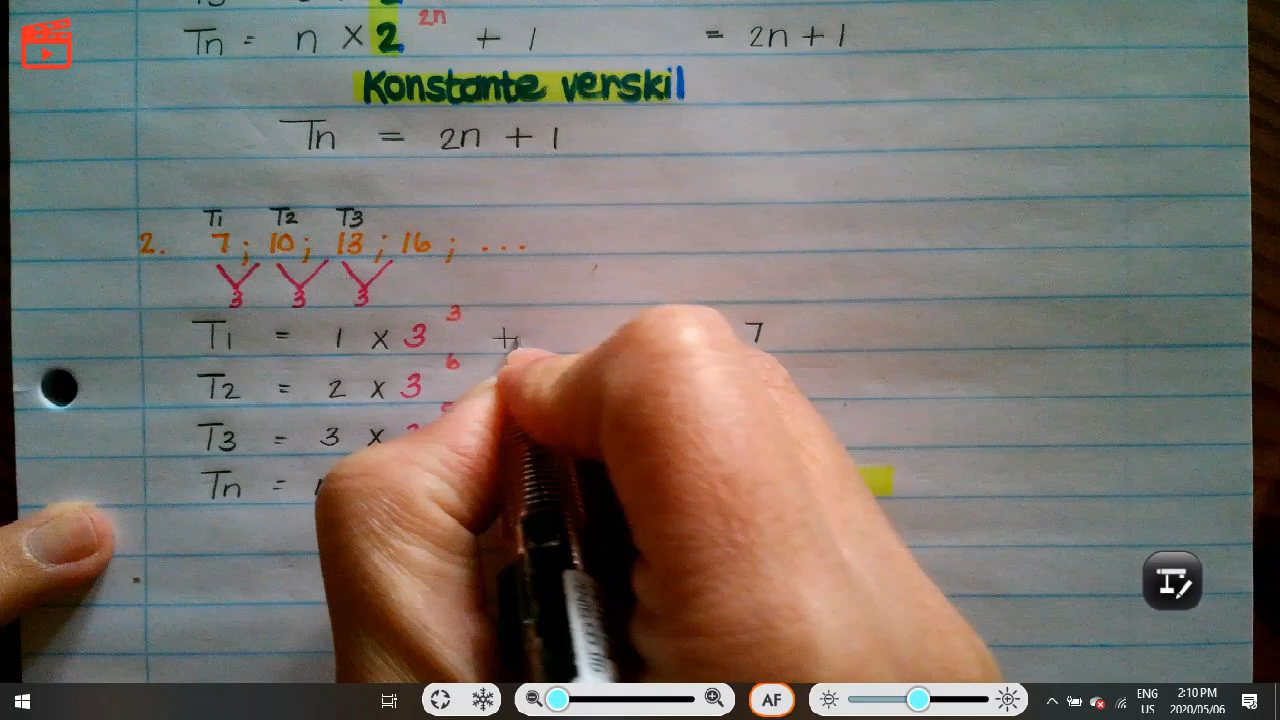 Tn = n × 2 2n + 1 = 2n + 1
Konstante verskil
Tn = 2n + 1
T1 T2 T3
2. 7 ; 10 ; 13 ; 16 ; ...
3 3 3
T1 = 1 × 3 3 + 7
T2 = 2 × 3 6
T3 = 3 ×
Tn =
AF
ENG 2:10 PM
US 2020/05/06